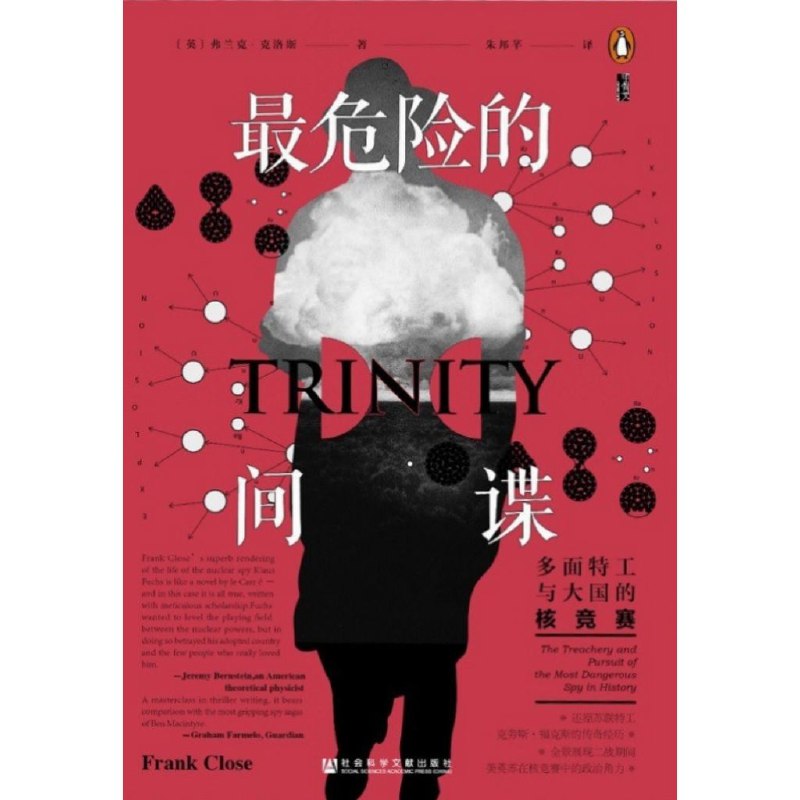 〔英〕弗兰克·克洛斯 —— 著
朱邦芊 —— 译
最危险的
EXPLOSION
TRINITY
EXPLOSION
间谍
多面特工
与大国的
核竞赛
The Treachery and
Pursuit of
the Most Dangerous
Spy in History
Frank Close's superb rendering
of the life of the nuclear spy Klaus
Fuchs is like a novel by le Carré—
and in this case it is all true, written
with meticulous scholarship. Fuchs
wanted to level the playing field
between the nuclear powers, but in
doing so betrayed his adopted country
and the few people who really loved
him.
—Jeremy Bernstein,an American
theoretical physicist
A masterclass in thriller writing, it bears
comparison with the most gripping spy sagas
of Ben Macintyre.
—Graham Farmelo, Guardian
还原苏联特工
克劳斯·福克斯的传奇经历
全景展现二战期间
美英苏在核竞赛中的政治角力
Frank Close
社会科学文献出版社
SOCIAL SCIENCES ACADEMIC PRESS (CHINA)